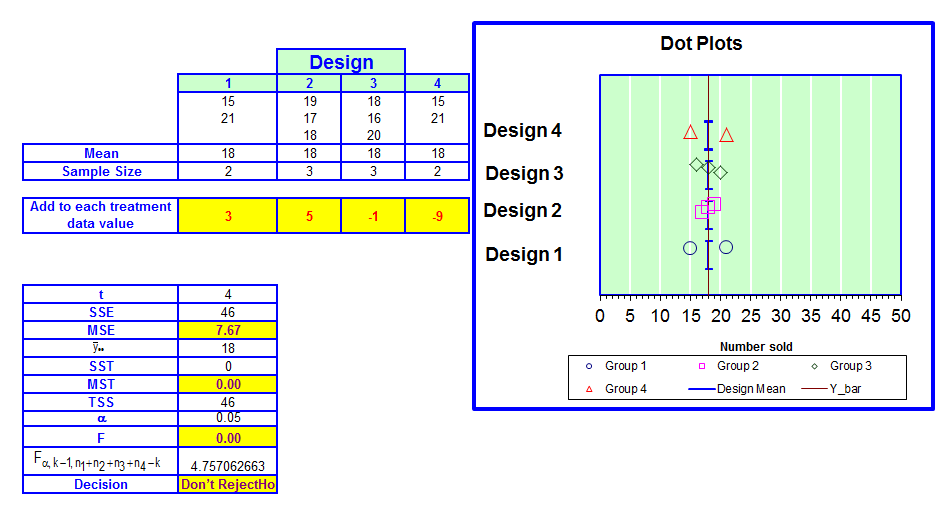 Design
1 2 3 4
15 19 18 15
21 17 16 21
18 20
Mean 18 18 18 18
Sample Size 2 3 3 2
Add to each treatment
data value
3 5 -1 -9
t 4
SSE 46
MSE 7.67
ȳ•• 18
SST 0
MST 0.00
TSS 46
α 0.05
F 0.00
Fα, k−1, n1+n2+n3+n4−k 4.757062663
Decision Don't RejectHo
Dot Plots
Design 4
Design 3
Design 2
Design 1
0 5 10 15 20 25 30 35 40 45 50
Number sold
Group 1 Group 2 Group 3
Group 4 Design Mean Y_bar